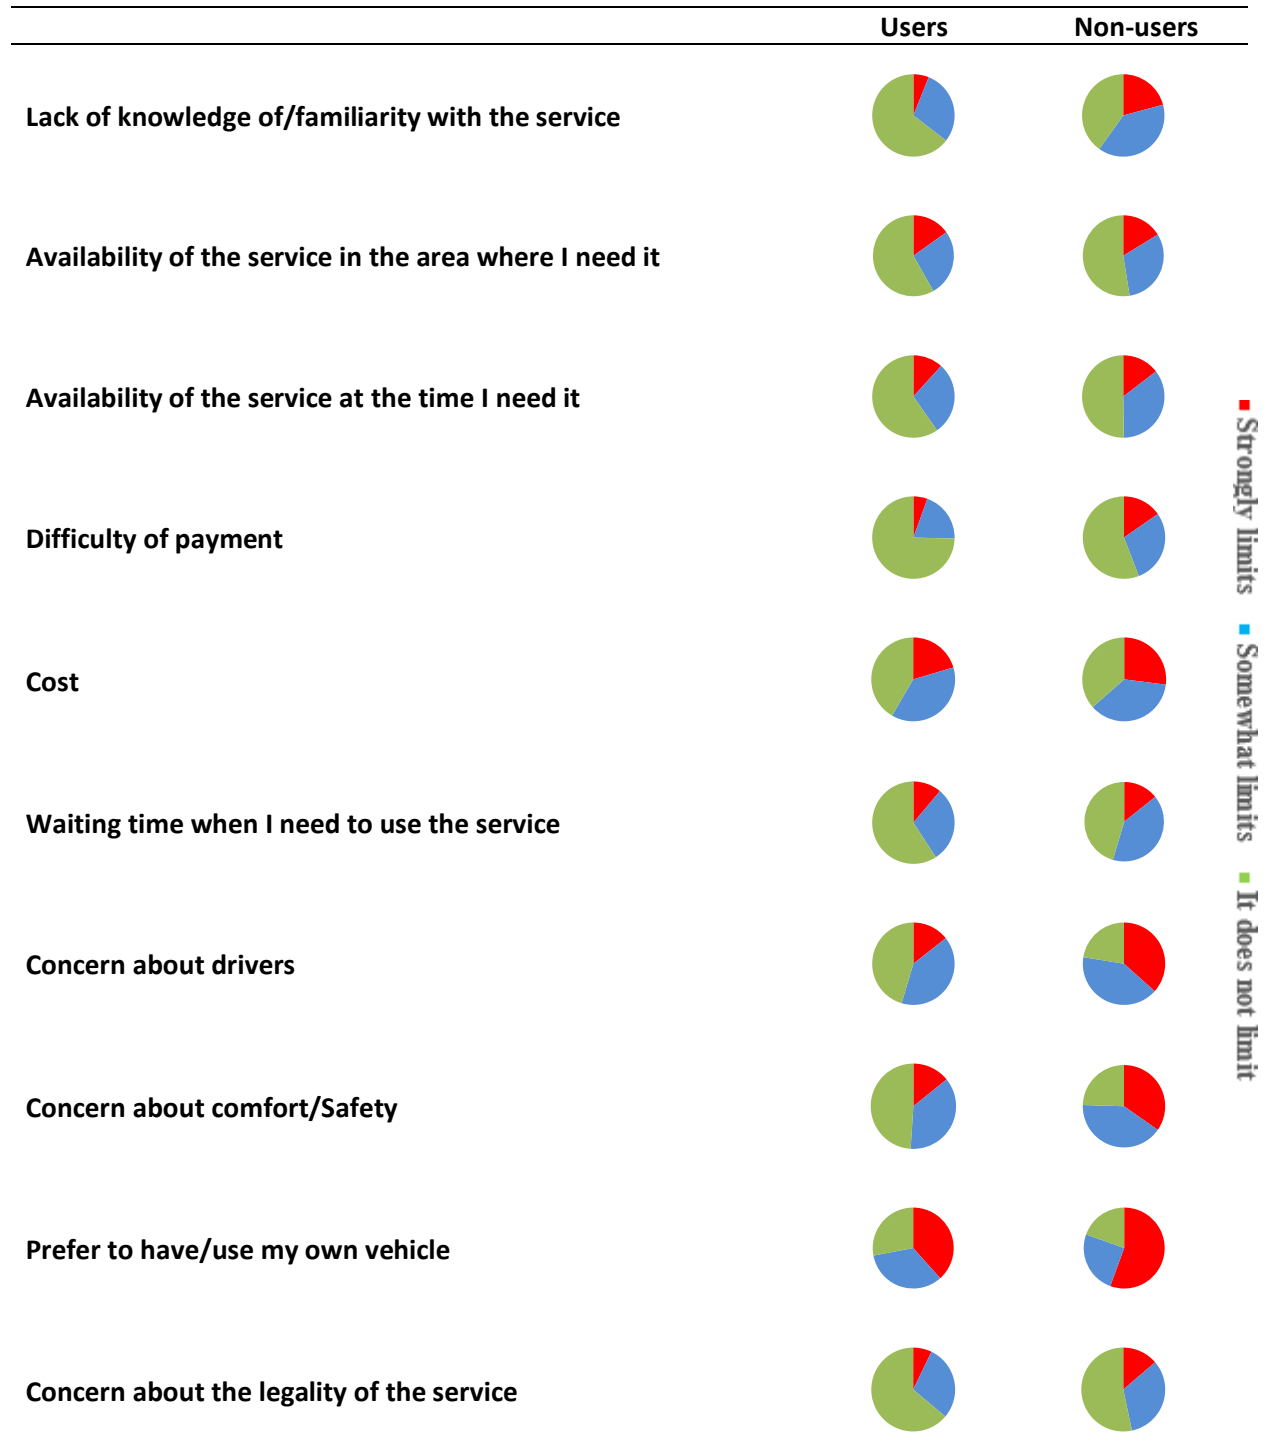 Users Non-users
Lack of knowledge of/familiarity with the service
Availability of the service in the area where I need it
Availability of the service at the time I need it
Difficulty of payment
Cost
Waiting time when I need to use the service
Concern about drivers
Concern about comfort/Safety
Prefer to have/use my own vehicle
Concern about the legality of the service
Strongly limits Somewhat limits It does not limit